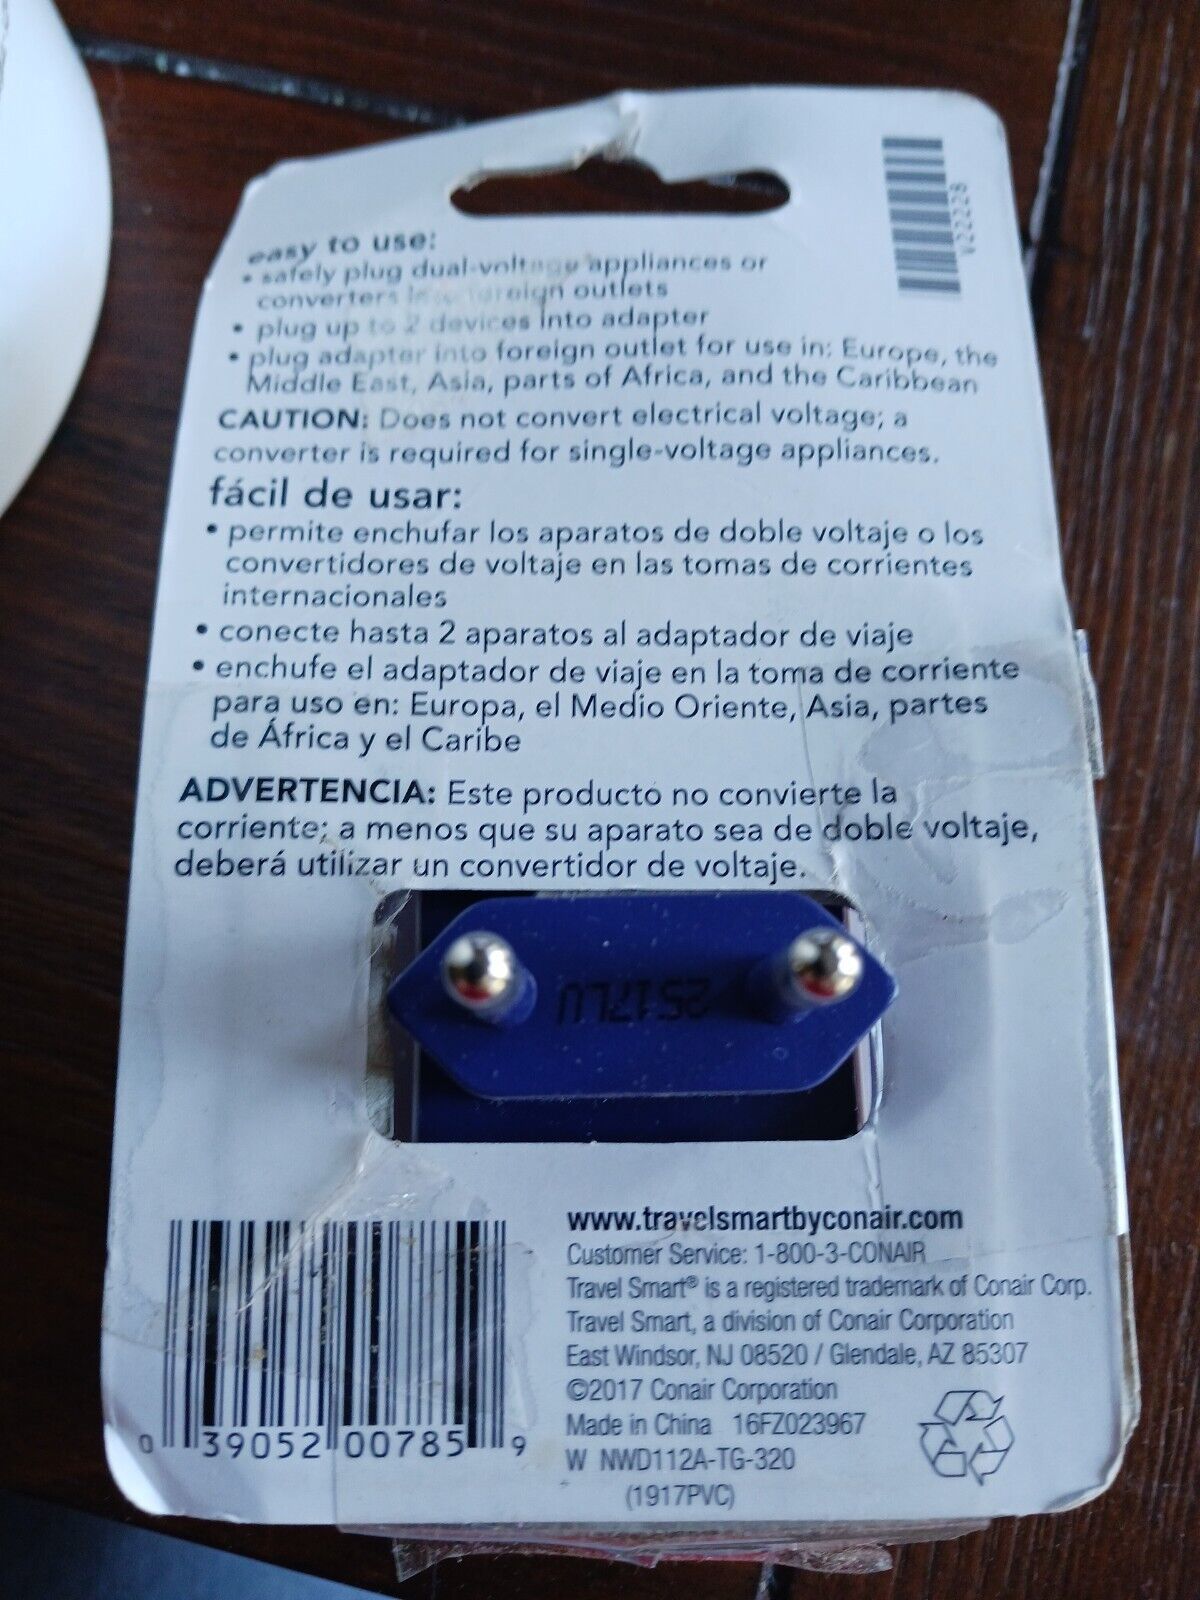 easy to use:
• safely plug dual-voltage appliances or
converters into foreign outlets
• plug up to 2 devices into adapter
• plug adapter into foreign outlet for use in: Europe, the
Middle East, Asia, parts of Africa, and the Caribbean
CAUTION: Does not convert electrical voltage; a
converter is required for single-voltage appliances.
fácil de usar:
• permite enchufar los aparatos de doble voltaje o los
convertidores de voltaje en las tomas de corrientes
internacionales
• conecte hasta 2 aparatos al adaptador de viaje
• enchufe el adaptador de viaje en la toma de corriente
para uso en: Europa, el Medio Oriente, Asia, partes
de África y el Caribe
ADVERTENCIA: Este producto no convierte la
corriente; a menos que su aparato sea de doble voltaje,
deberá utilizar un convertidor de voltaje.
V22228
2517LU
0 39052 00785 9
www.travelsmartbyconair.com
Customer Service: 1-800-3-CONAIR
Travel Smart® is a registered trademark of Conair Corp.
Travel Smart, a division of Conair Corporation
East Windsor, NJ 08520 / Glendale, AZ 85307
©2017 Conair Corporation
Made in China 16FZ023967
W NWD112A-TG-320
(1917PVC)